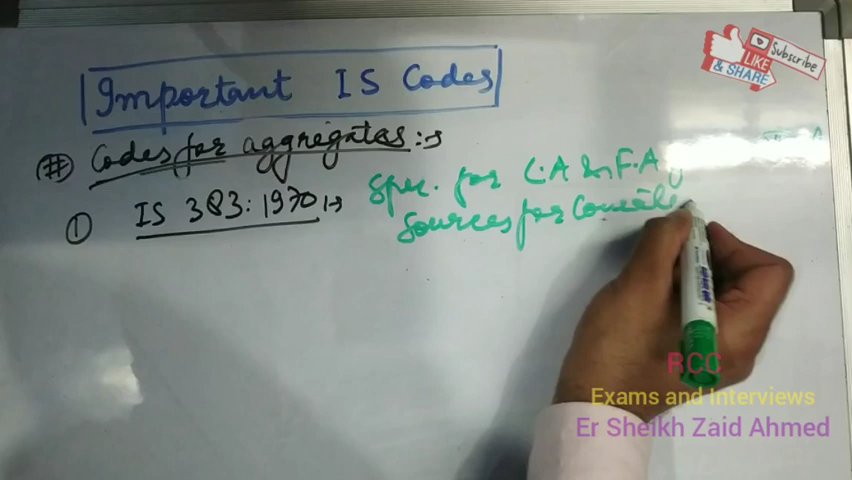 Important IS Codes
# Codes for aggregates :→
① IS 383:1970 :→ Spec. for C.A & F.A
Sources for Concrete
Subscribe
LIKE
& SHARE
RCC
Exams and Interviews
Er Sheikh Zaid Ahmed